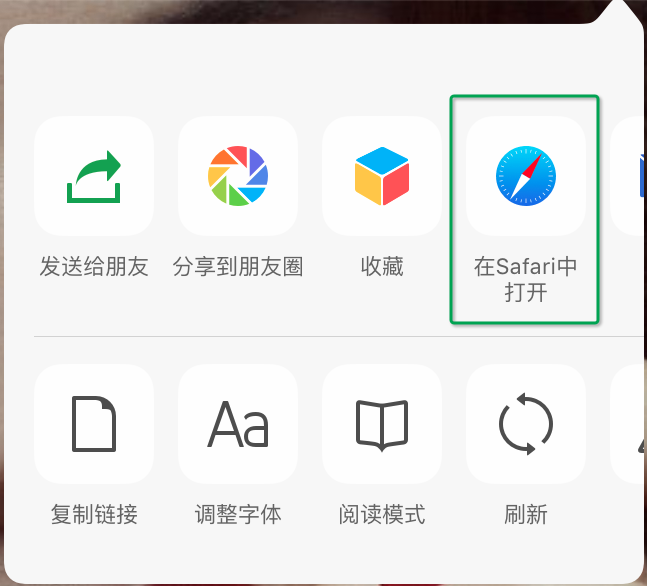 发送给朋友
分享到朋友圈
收藏
在Safari中
打开
Aa
复制链接
调整字体
阅读模式
刷新